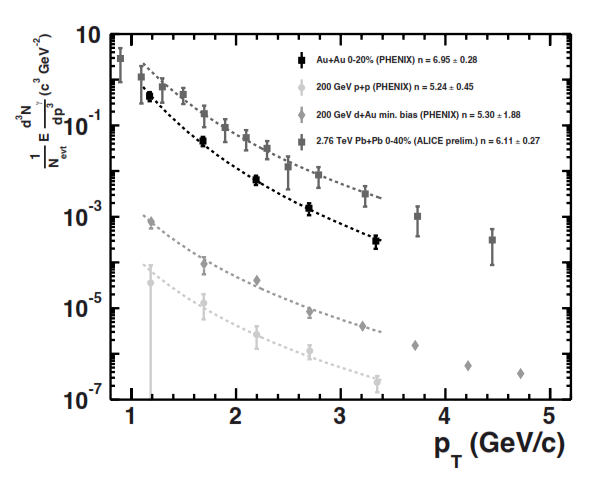 10
10⁻¹
10⁻³
10⁻⁵
10⁻⁷
1/N_evt E d³N_γ/dp³ (c³ GeV⁻²)
Au+Au 0-20% (PHENIX) n = 6.95 ± 0.28
200 GeV p+p (PHENIX) n = 5.24 ± 0.45
200 GeV d+Au min. bias (PHENIX) n = 5.30 ± 1.88
2.76 TeV Pb+Pb 0-40% (ALICE prelim.) n = 6.11 ± 0.27
1 2 3 4 5
p_T (GeV/c)